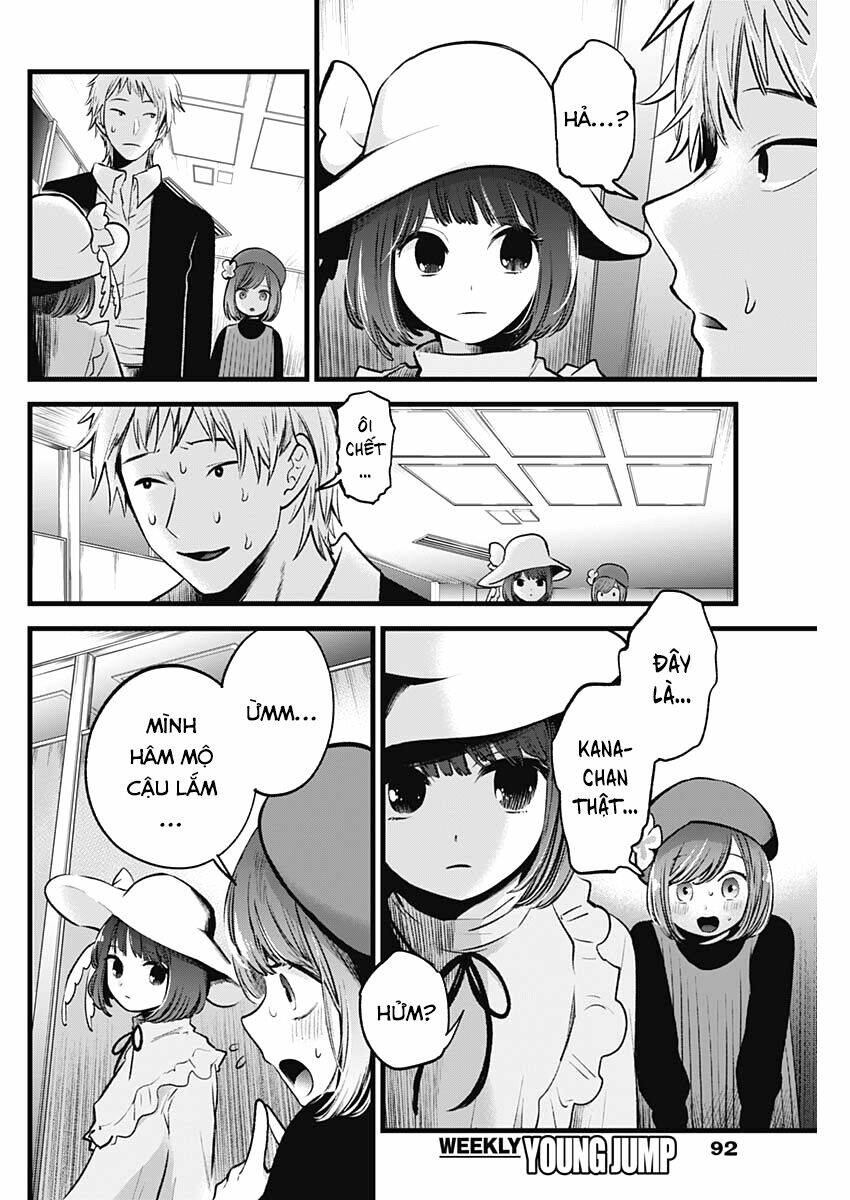 HẢ...?
ÔI
CHẾT
...
ĐÂY
LÀ...
KANA-
CHAN
THẬT...
HỬM?
ỪMM...
MÌNH
HÂM MỘ
CẬU LẮM
...
WEEKLY YOUNG JUMP 92